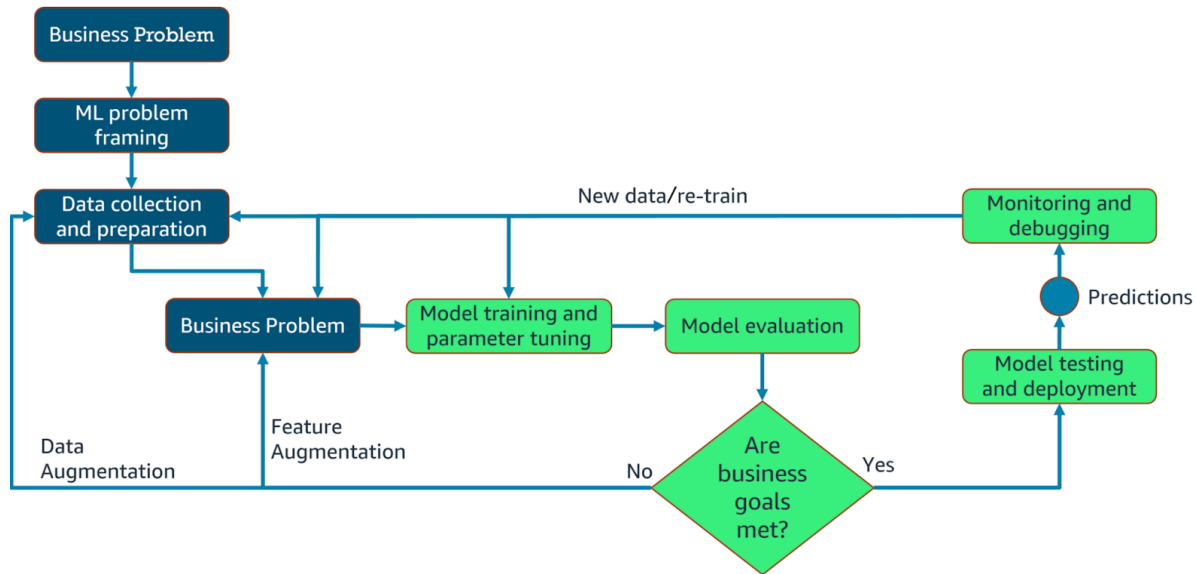 Business Problem
ML problem
framing
Data collection
and preparation
New data/re-train
Monitoring and
debugging
Predictions
Business Problem
Model training and
parameter tuning
Model evaluation
Model testing
and deployment
Data
Augmentation
Feature
Augmentation
No
Are
business
goals
met?
Yes